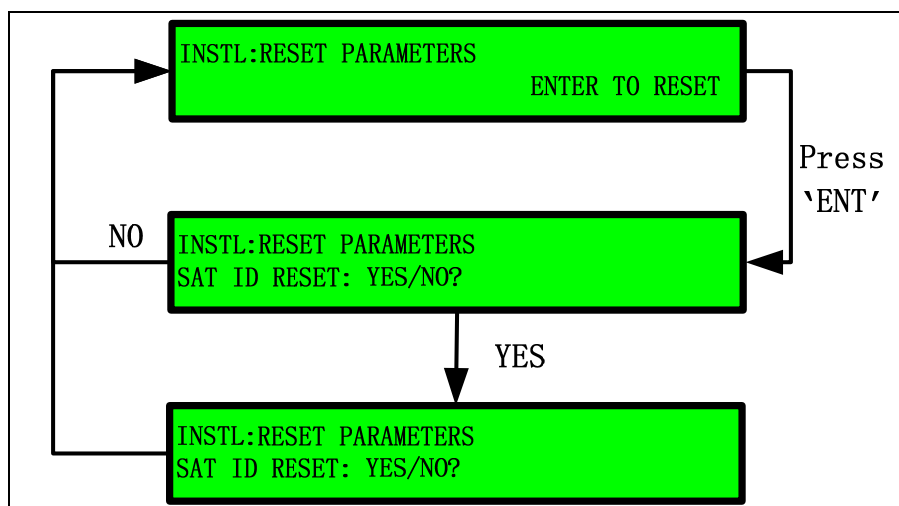 INSTL:RESET PARAMETERS
ENTER TO RESET
Press
‵ENT′
NO
INSTL:RESET PARAMETERS
SAT ID RESET: YES/NO?
YES
INSTL:RESET PARAMETERS
SAT ID RESET: YES/NO?